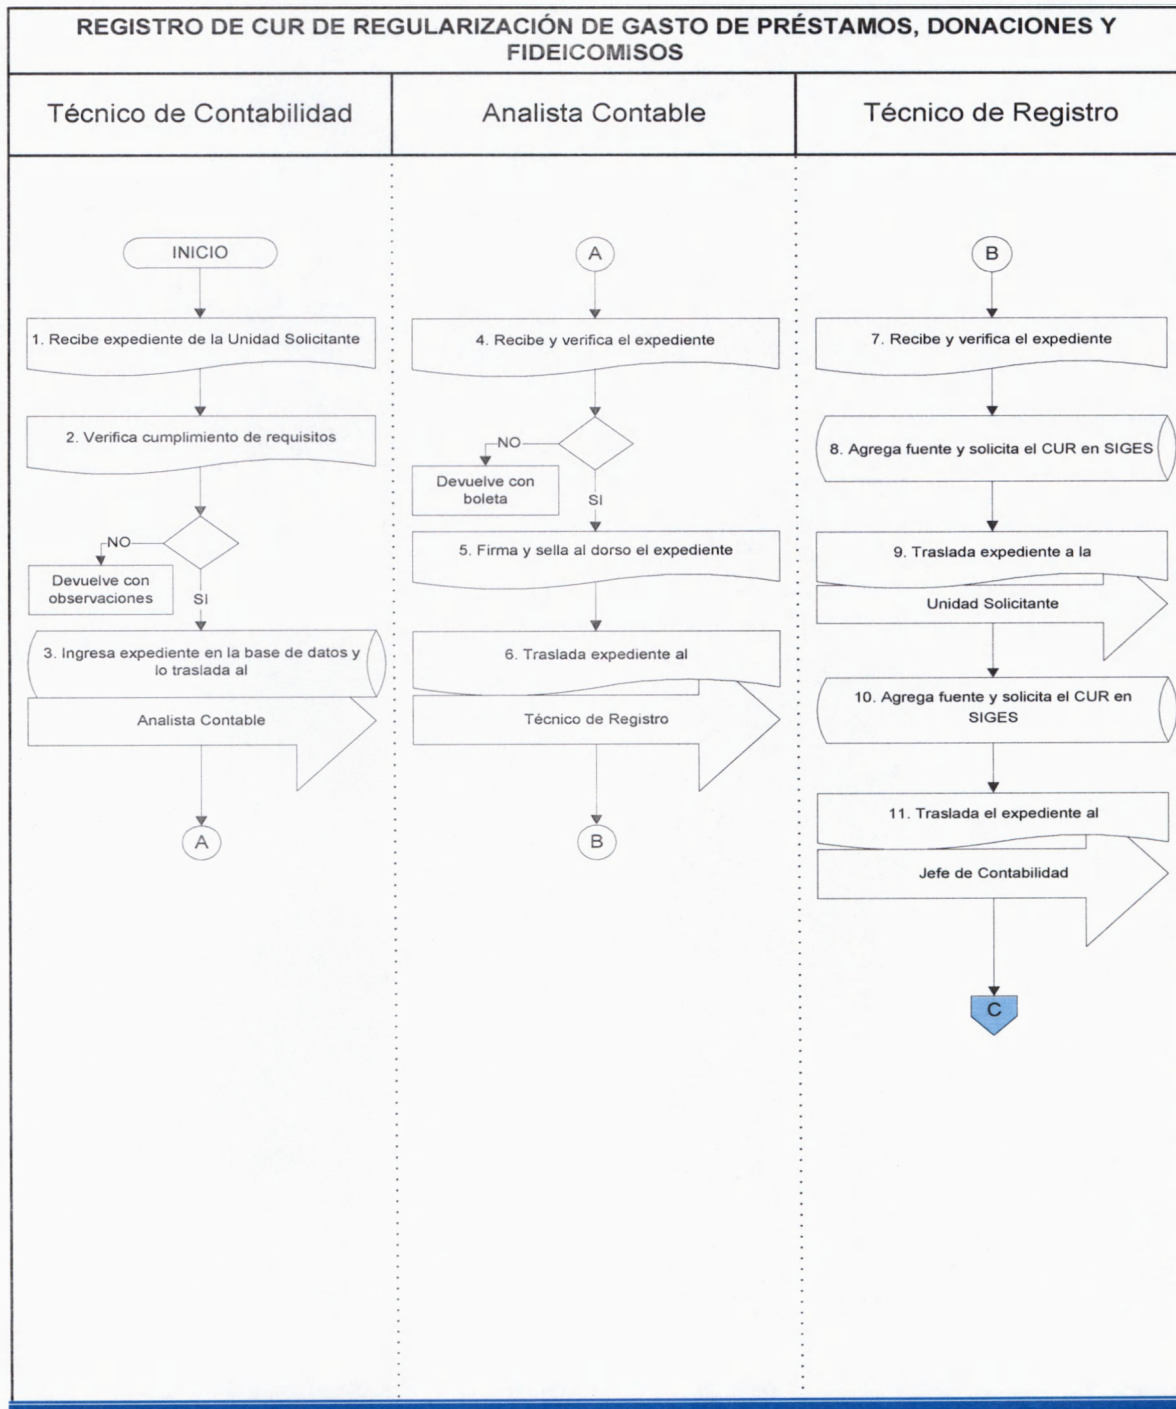 REGISTRO DE CUR DE REGULARIZACIÓN DE GASTO DE PRÉSTAMOS, DONACIONES Y
FIDEICOMISOS
Técnico de Contabilidad
Analista Contable
Técnico de Registro
INICIO
1. Recibe expediente de la Unidad Solicitante
2. Verifica cumplimiento de requisitos
NO
Devuelve con
observaciones
SI
3. Ingresa expediente en la base de datos y
lo traslada al
Analista Contable
A
A
4. Recibe y verifica el expediente
NO
Devuelve con
boleta
SI
5. Firma y sella al dorso el expediente
6. Traslada expediente al
Técnico de Registro
B
B
7. Recibe y verifica el expediente
8. Agrega fuente y solicita el CUR en SIGES
9. Traslada expediente a la
Unidad Solicitante
10. Agrega fuente y solicita el CUR en
SIGES
11. Traslada el expediente al
Jefe de Contabilidad
C